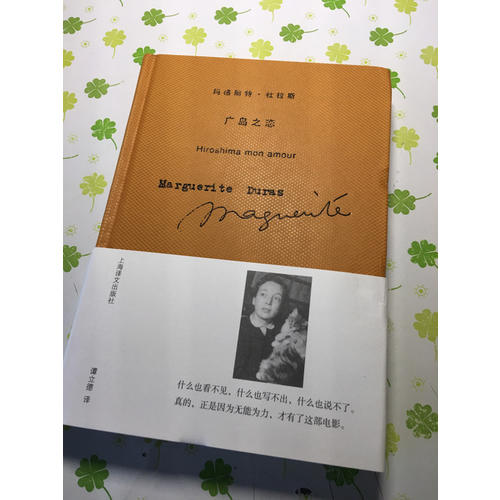 玛格丽特·杜拉斯
广岛之恋
Hiroshima mon amour
Marguerite Duras
Marguerite
上海译文出版社
谭立德 译
什么也看不见，什么也写不出，什么也说不了。
真的，正是因为无能为力，才有了这部电影。